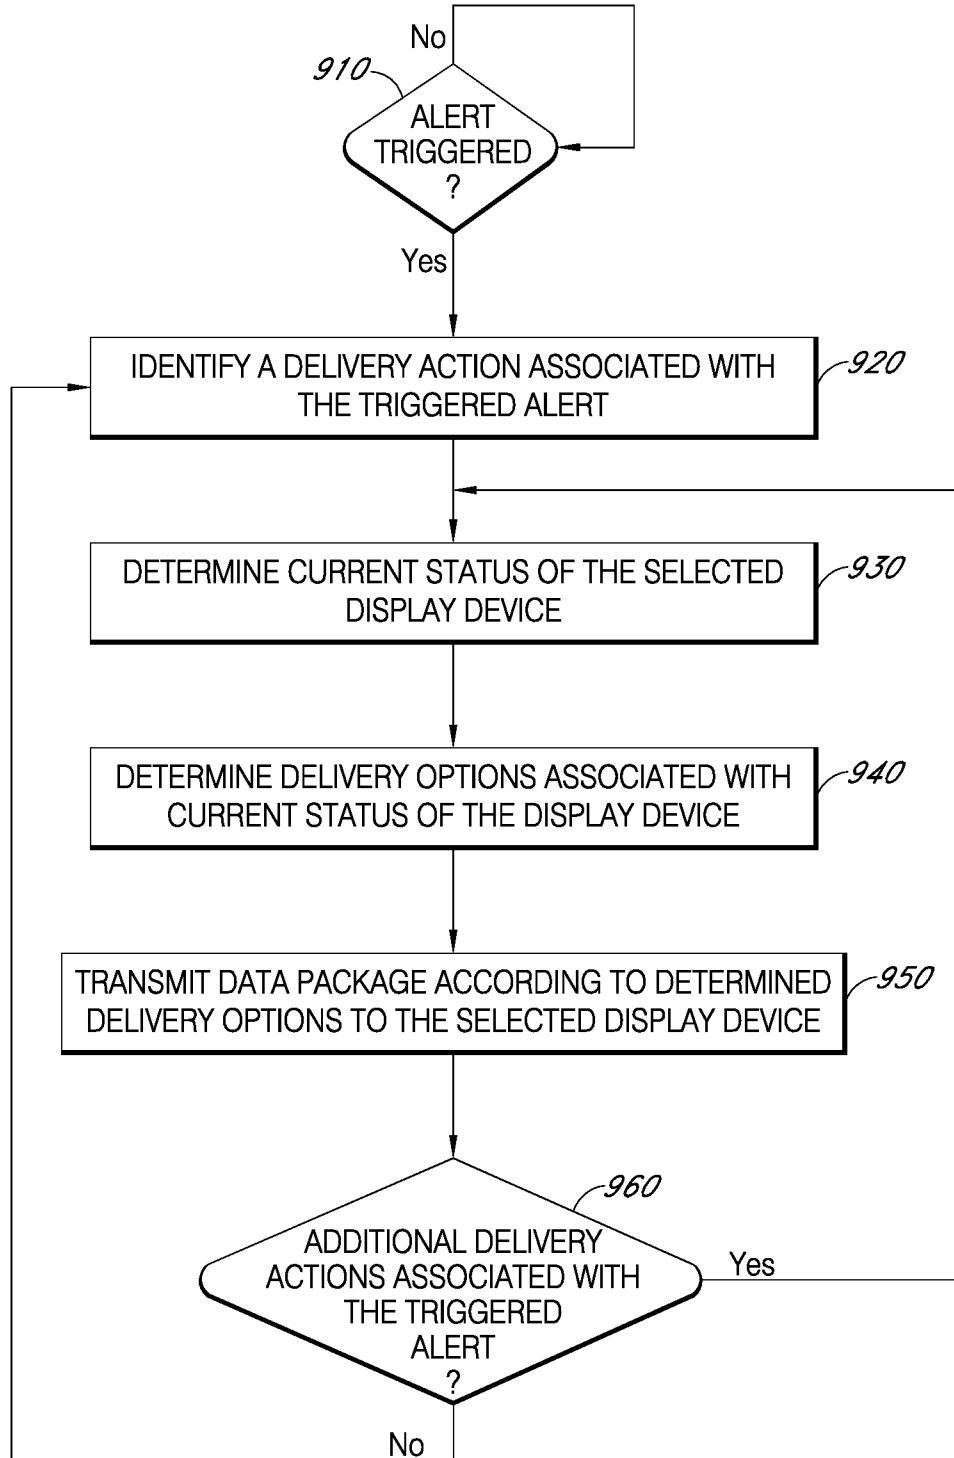 No
910
ALERT
TRIGGERED
?
Yes
IDENTIFY A DELIVERY ACTION ASSOCIATED WITH
THE TRIGGERED ALERT
920
DETERMINE CURRENT STATUS OF THE SELECTED
DISPLAY DEVICE
930
DETERMINE DELIVERY OPTIONS ASSOCIATED WITH
CURRENT STATUS OF THE DISPLAY DEVICE
940
TRANSMIT DATA PACKAGE ACCORDING TO DETERMINED
DELIVERY OPTIONS TO THE SELECTED DISPLAY DEVICE
950
960
ADDITIONAL DELIVERY
ACTIONS ASSOCIATED WITH
THE TRIGGERED
ALERT
?
Yes
No